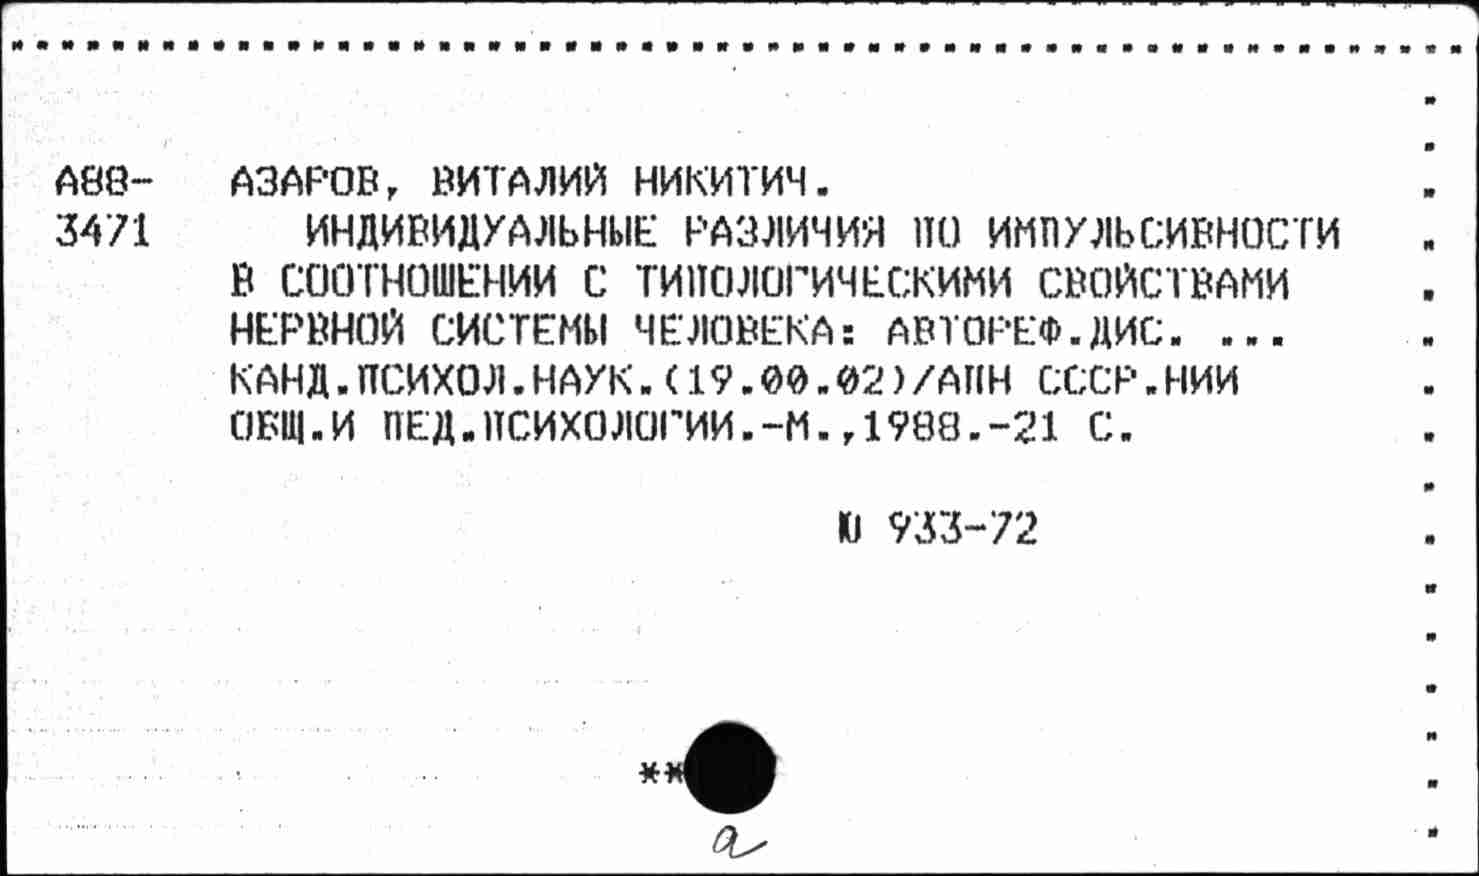 А88- АЗАРОВ, ВИТАЛИЙ НИКИТИЧ.
3471 ИНДИВИДУАЛЬНЫЕ РАЗЛИЧИЯ ПО ИМПУЛЬСИВНОСТИ
В СООТНОШЕНИИ С ТИПОЛОГИЧЕСКИМИ СВОЙСТВАМИ
НЕРВНОЙ СИСТЕМЫ ЧЕЛОВЕКА: АВТОРЕФ.ДИС. ...
КАНД.ПСИХОЛ.НАУК.(19.00.02)/АПН СССР.НИИ
ОБЩ.И ПЕД.ПСИХОЛОГИИ.-М.,1988.-21 С.
Ю 933-72
**
а